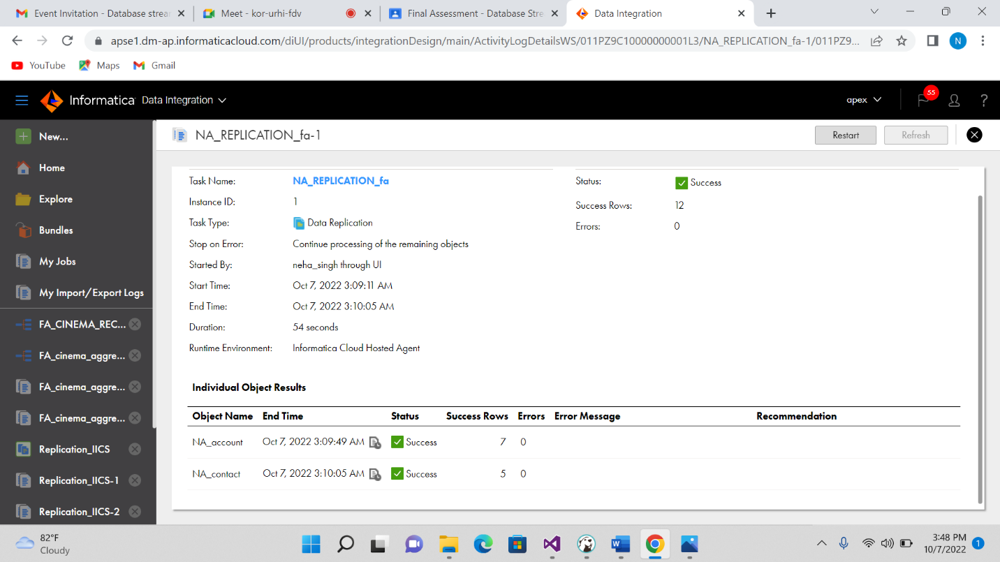 Event Invitation - Database strear
Meet - kor-urhi-fdv
Final Assessment - Database Stre
Data Integration
apse1.dm-ap.informaticacloud.com/diUI/products/integrationDesign/main/ActivityLogDetailsWS/011PZ9C10000000001L3/NA_REPLICATION_fa-1/011PZ9...
N
YouTube
Maps
Gmail
Informatica Data Integration
apex
55
?
New...
Home
Explore
Bundles
My Jobs
My Import/Export Logs
FA_CINEMA_REC...
FA_cinema_aggre...
FA_cinema_aggre...
FA_cinema_aggre...
Replication_IICS
Replication_IICS-1
Replication_IICS-2
NA_REPLICATION_fa-1
Restart
Refresh
Task Name: NA_REPLICATION_fa
Instance ID: 1
Task Type: Data Replication
Stop on Error: Continue processing of the remaining objects
Started By: neha_singh through UI
Start Time: Oct 7, 2022 3:09:11 AM
End Time: Oct 7, 2022 3:10:05 AM
Duration: 54 seconds
Runtime Environment: Informatica Cloud Hosted Agent
Status: Success
Success Rows: 12
Errors: 0
Individual Object Results
Object Name End Time Status Success Rows Errors Error Message Recommendation
NA_account Oct 7, 2022 3:09:49 AM Success 7 0
NA_contact Oct 7, 2022 3:10:05 AM Success 5 0
82°F
Cloudy
3:48 PM
10/7/2022
1